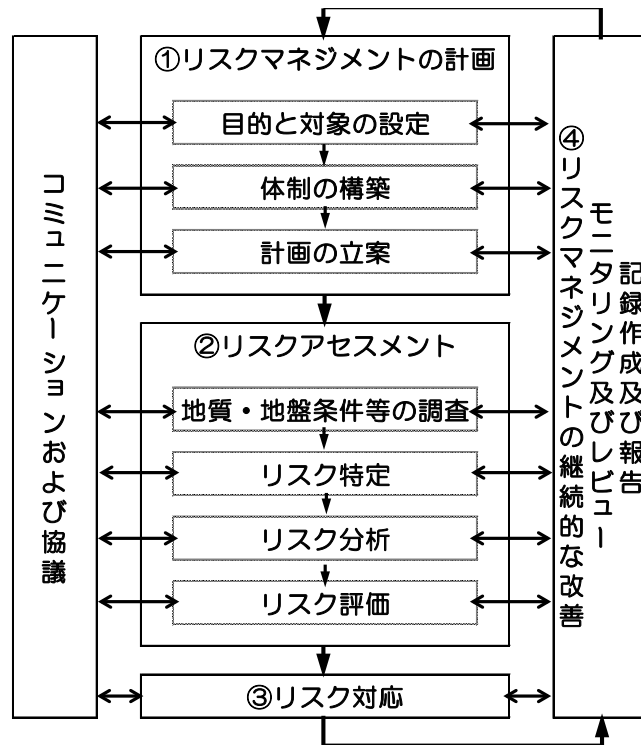 ①リスクマネジメントの計画
目的と対象の設定
体制の構築
計画の立案
②リスクアセスメント
地質・地盤条件等の調査
リスク特定
リスク分析
リスク評価
③リスク対応
コミュニケーションおよび協議
④リスクマネジメントの継続的な改善
モニタリング及びレビュー
記録作成及び報告